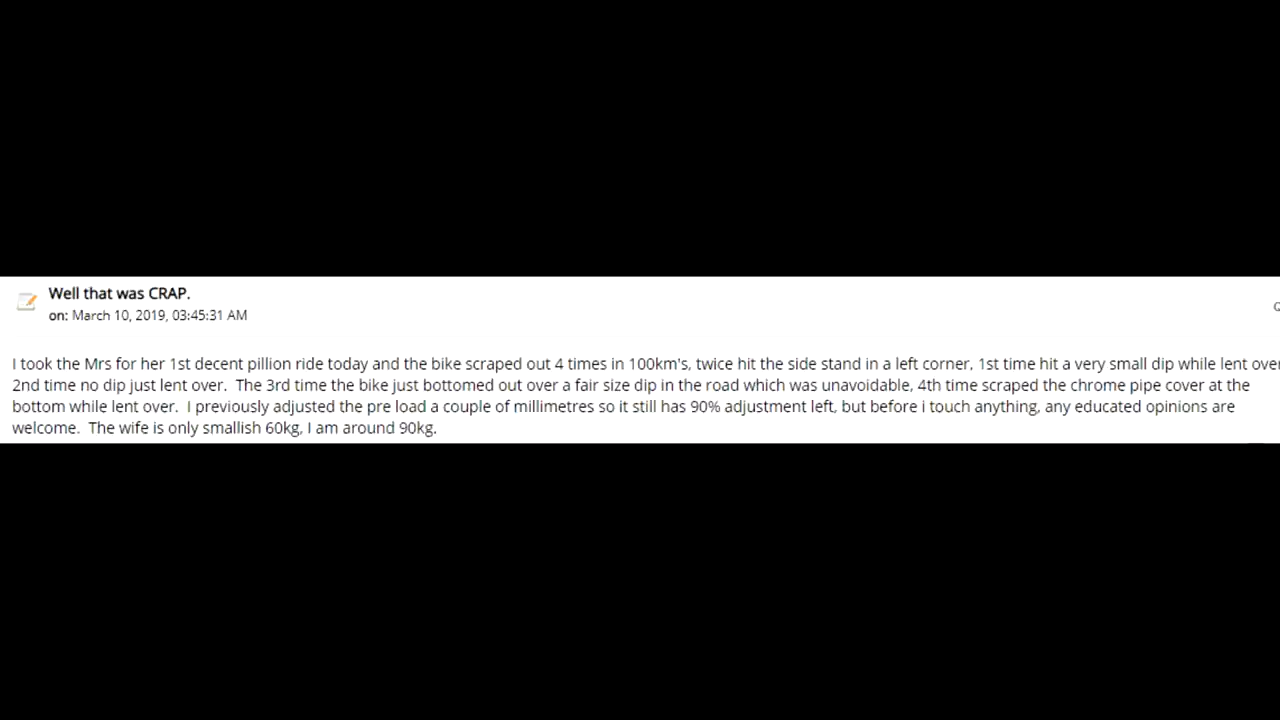 Well that was CRAP.
on: March 10, 2019, 03:45:31 AM
I took the Mrs for her 1st decent pillion ride today and the bike scraped out 4 times in 100km's, twice hit the side stand in a left corner, 1st time hit a very small dip while lent over
2nd time no dip just lent over.  The 3rd time the bike just bottomed out over a fair size dip in the road which was unavoidable, 4th time scraped the chrome pipe cover at the
bottom while lent over.  I previously adjusted the pre load a couple of millimetres so it still has 90% adjustment left, but before i touch anything, any educated opinions are
welcome.  The wife is only smallish 60kg, I am around 90kg.